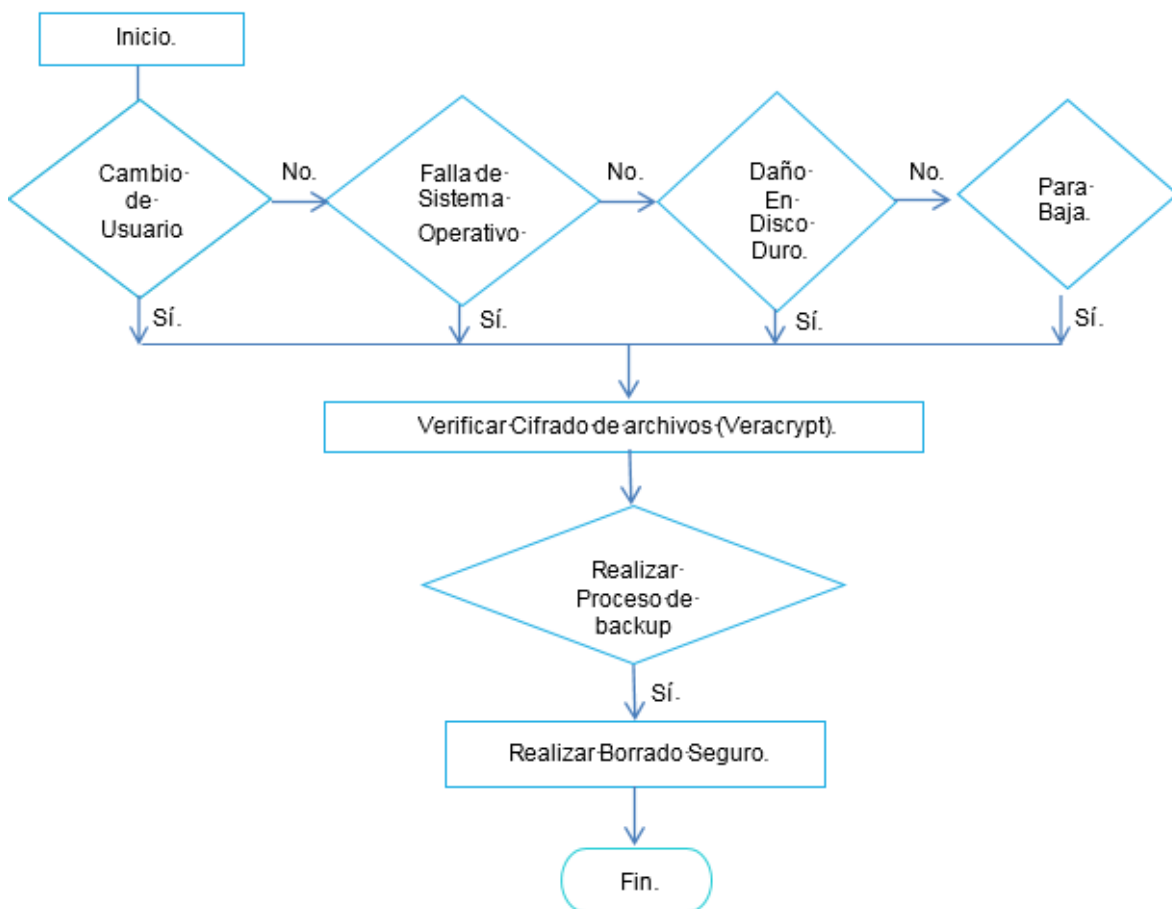 Inicio.
Cambio
de
Usuario
No.
Falla de
Sistema
Operativo
No.
Daño
En
Disco
Duro.
No.
Para
Baja.
Sí.
Sí.
Sí.
Sí.
Verificar Cifrado de archivos (Veracrypt).
Realizar
Proceso de
backup
Sí.
Realizar Borrado Seguro.
Fin.